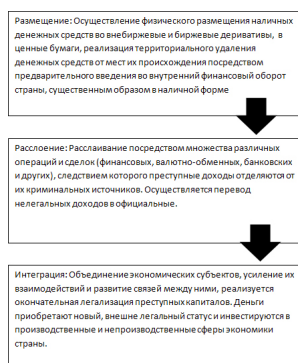 Размещение: Осуществление физического размещения наличных
денежных средств во внебиржевые и биржевые деривативы, в
ценные бумаги, реализация территориального удаления
денежных средств от мест их происхождения посредством
предварительного введения во внутренний финансовый оборот
страны, существенным образом в наличной форме
Расслоение: Расслаивание посредством множества различных
операций и сделок (финансовых, валютно-обменных, банковских
и других), следствием которого преступные доходы отделяются от
их криминальных источников. Осуществляется перевод
нелегальных доходов в официальные.
Интеграция: Объединение экономических субъектов, усиление их
взаимодействий и развитие связей между ними, реализуется
окончательная легализация преступных капиталов. Деньги
приобретают новый, внешне легальный статус и инвестируются в
производственные и непроизводственные сферы экономики
страны.